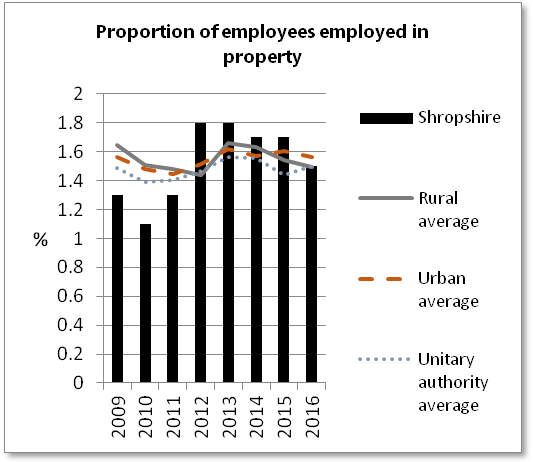 Proportion of employees employed in
property
2
1.8
1.6
1.4
1.2
1
0.8
0.6
0.4
0.2
0
%
2009
2010
2011
2012
2013
2014
2015
2016
Shropshire
Rural
average
Urban
average
Unitary
authority
average